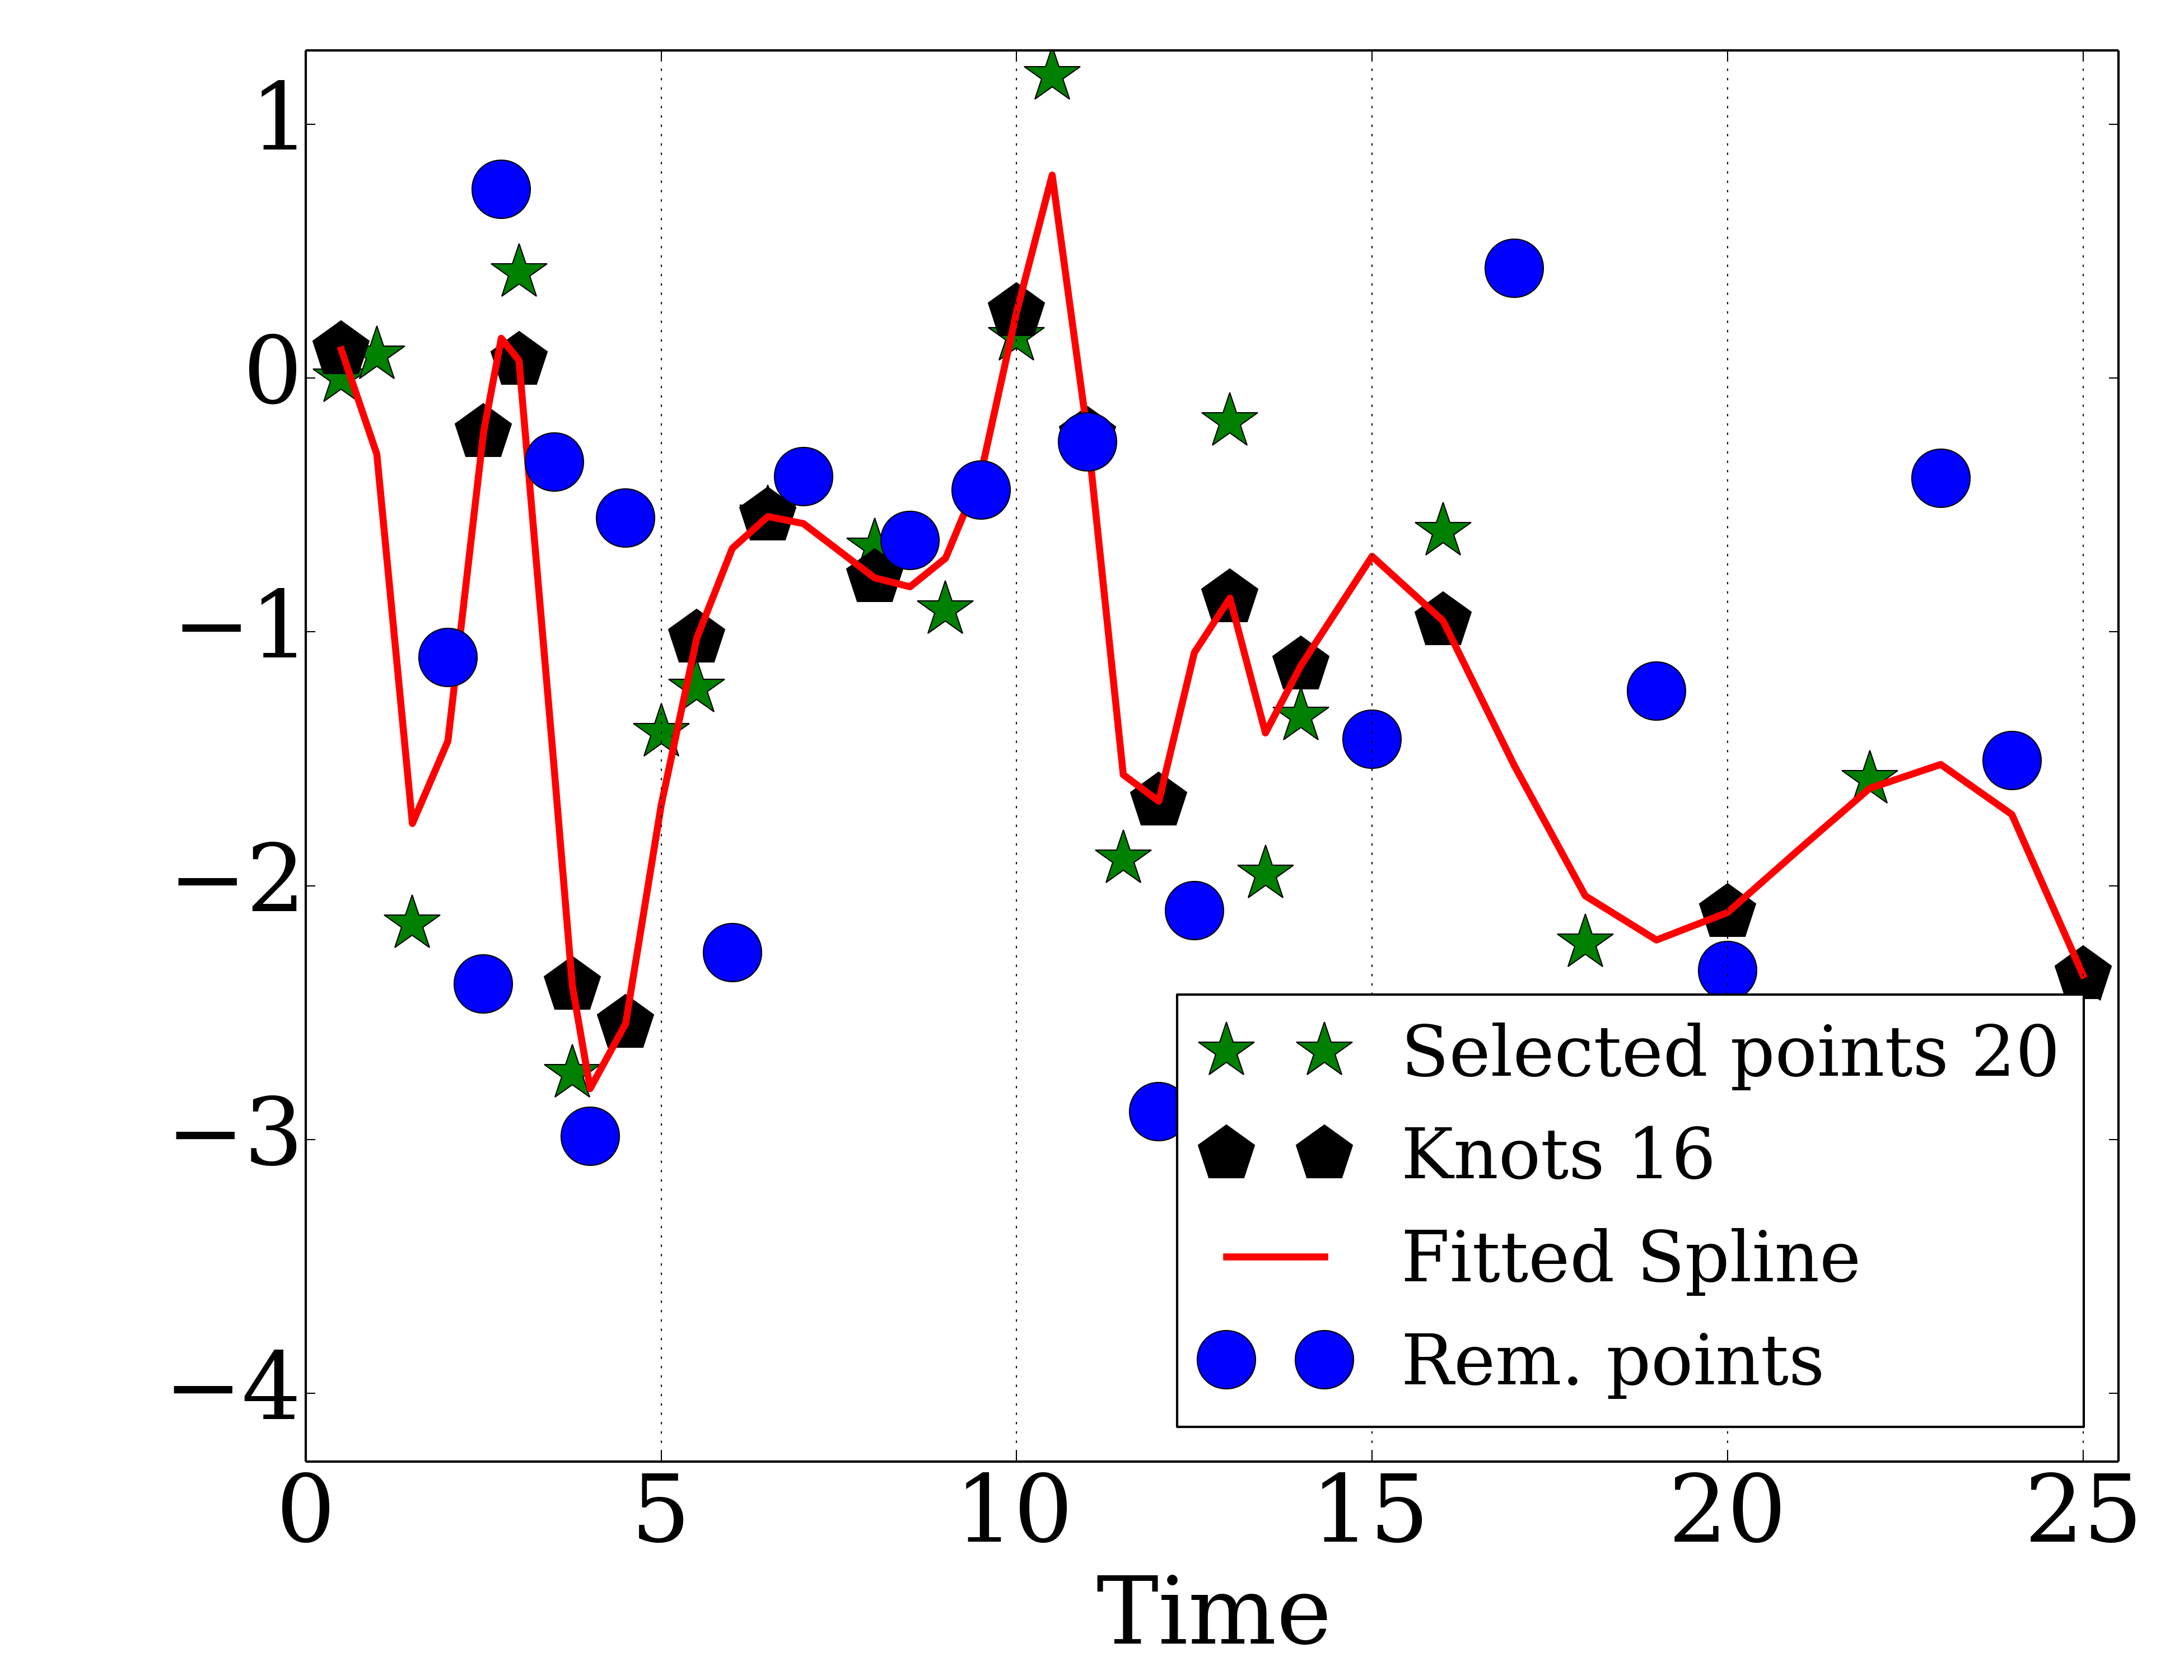 1
0
−1
−2
−3
−4
Selected points 20
Knots 16
Fitted Spline
Rem. points
0 5 10 15 20 25
Time